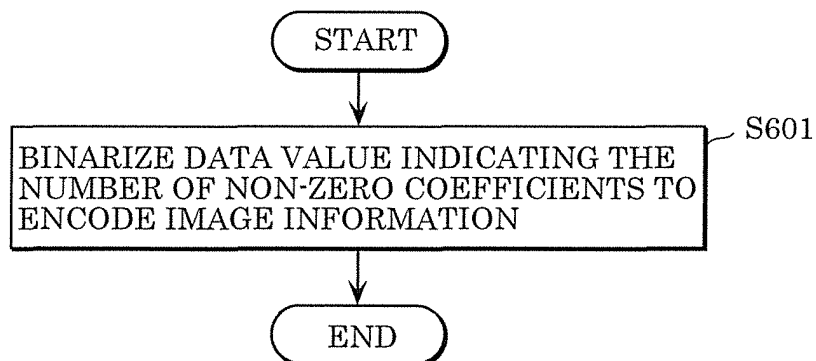 START
S601
BINARIZE DATA VALUE INDICATING THE
NUMBER OF NON-ZERO COEFFICIENTS TO
ENCODE IMAGE INFORMATION
END